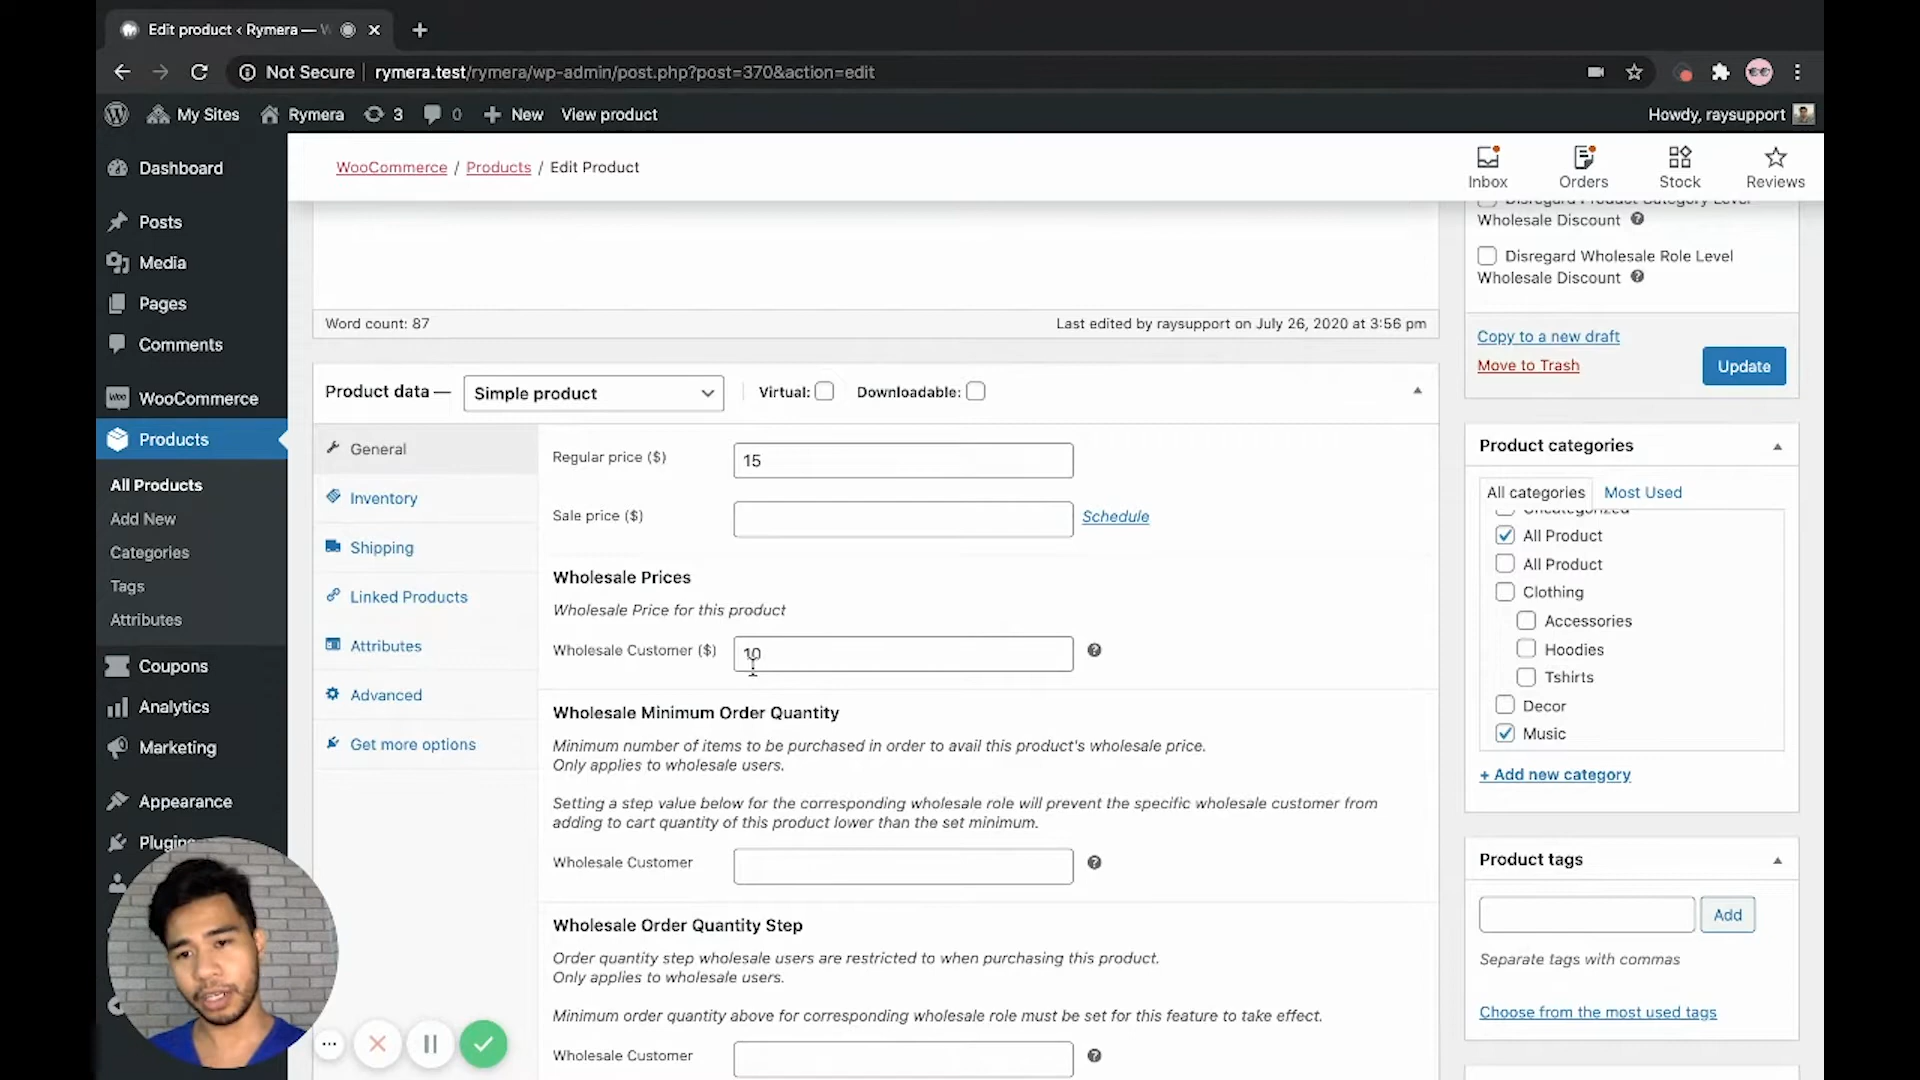 Edit product ‹ Rymera — W
Not Secure
rymera.test/rymera/wp-admin/post.php?post=370&action=edit
My Sites
Rymera
3
0
New
View product
Howdy, raysupport
Dashboard
Posts
Media
Pages
Comments
WooCommerce
Products
All Products
Add New
Categories
Tags
Attributes
Coupons
Analytics
Marketing
Appearance
Plugins
WooCommerce / Products / Edit Product
Inbox
Orders
Stock
Reviews
Word count: 87
Last edited by raysupport on July 26, 2020 at 3:56 pm
Product data — Simple product
Virtual:
Downloadable:
General
Inventory
Shipping
Linked Products
Attributes
Advanced
Get more options
Regular price ($)
15
Sale price ($)
Schedule
Wholesale Prices
Wholesale Price for this product
Wholesale Customer ($)
10
Wholesale Minimum Order Quantity
Minimum number of items to be purchased in order to avail this product's wholesale price.
Only applies to wholesale users.
Setting a step value below for the corresponding wholesale role will prevent the specific wholesale customer from
adding to cart quantity of this product lower than the set minimum.
Wholesale Customer
Wholesale Order Quantity Step
Order quantity step wholesale users are restricted to when purchasing this product.
Only applies to wholesale users.
Minimum order quantity above for corresponding wholesale role must be set for this feature to take effect.
Wholesale Customer
Disregard Product Category Level
Wholesale Discount
Disregard Wholesale Role Level
Wholesale Discount
Copy to a new draft
Move to Trash
Update
Product categories
All categories
Most Used
Uncategorized
All Product
All Product
Clothing
Accessories
Hoodies
Tshirts
Decor
Music
+ Add new category
Product tags
Add
Separate tags with commas
Choose from the most used tags